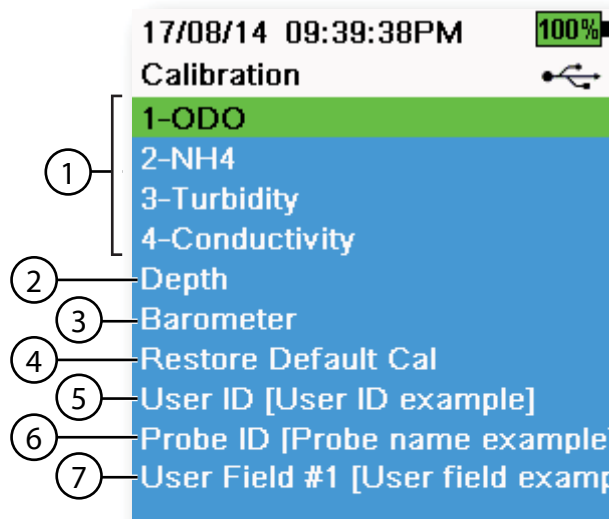 17/08/14 09:39:38PM 100%
Calibration
1-ODO
1
2-NH4
3-Turbidity
4-Conductivity
2 Depth
3 Barometer
4 Restore Default Cal
5 User ID [User ID example]
6 Probe ID [Probe name example]
7 User Field #1 [User field examp